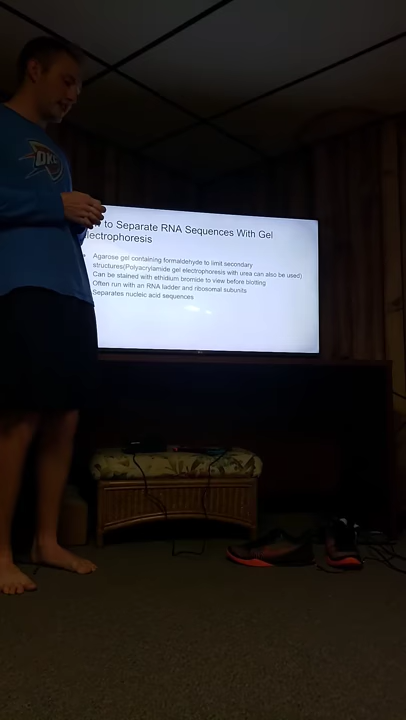 OKC
to Separate RNA Sequences With Gel
lectrophoresis
Agarose gel containing formaldehyde to limit secondary
structures(Polyacrylamide gel electrophoresis with urea can also be used)
Can be stained with ethidium bromide to view before blotting
Often run with an RNA ladder and ribosomal subunits
Separates nucleic acid sequences